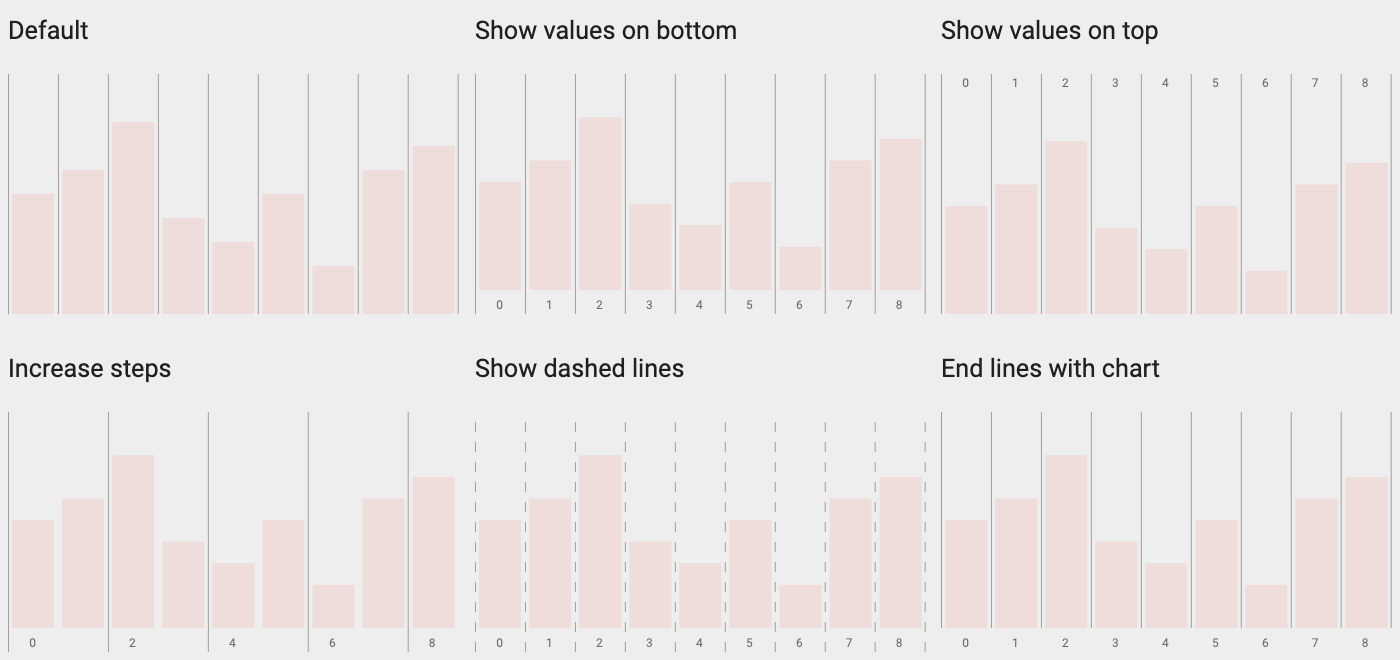 Default
Show values on bottom
Show values on top
0 1 2 3 4 5 6 7 8
0 1 2 3 4 5 6 7 8
Increase steps
Show dashed lines
End lines with chart
0 2 4 6 8
0 1 2 3 4 5 6 7 8
0 1 2 3 4 5 6 7 8